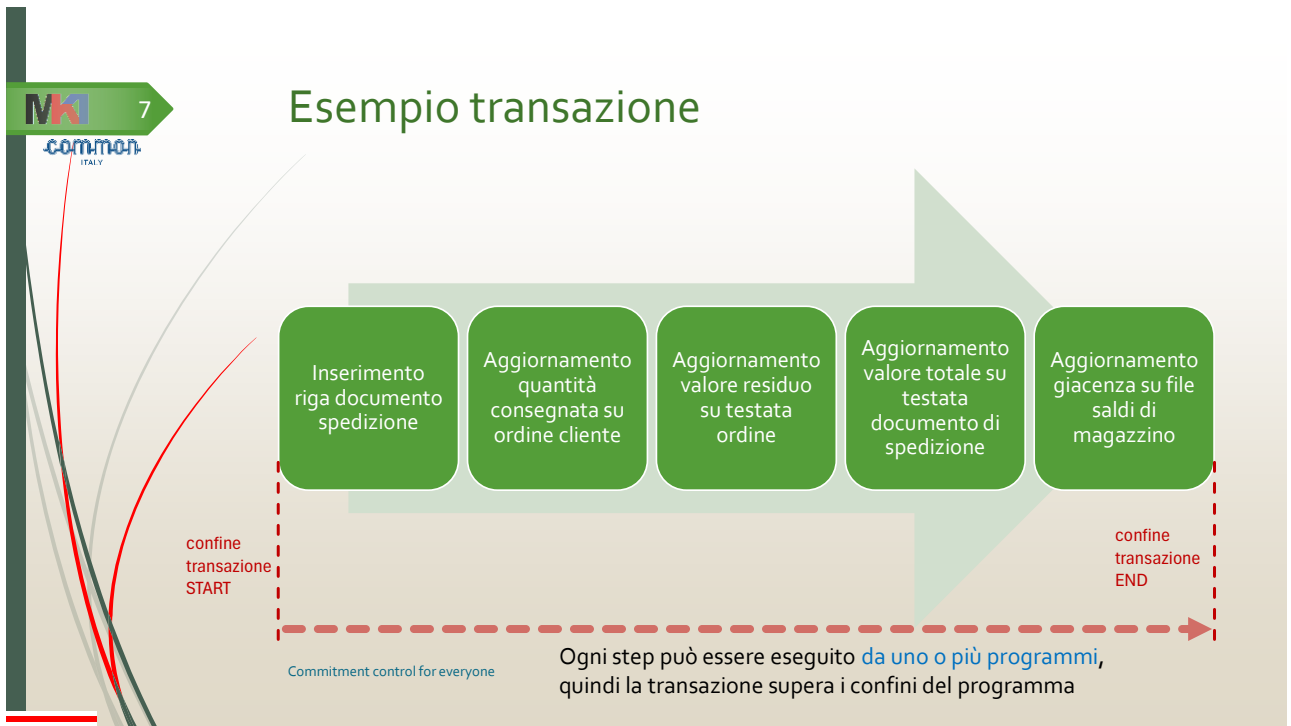 MK1
7
common
ITALY
Esempio transazione
Inserimento
riga documento
spedizione
Aggiornamento
quantità
consegnata su
ordine cliente
Aggiornamento
valore residuo
su testata
ordine
Aggiornamento
valore totale su
testata
documento di
spedizione
Aggiornamento
giacenza su file
saldi di
magazzino
confine
transazione
START
confine
transazione
END
Commitment control for everyone
Ogni step può essere eseguito da uno o più programmi,
quindi la transazione supera i confini del programma